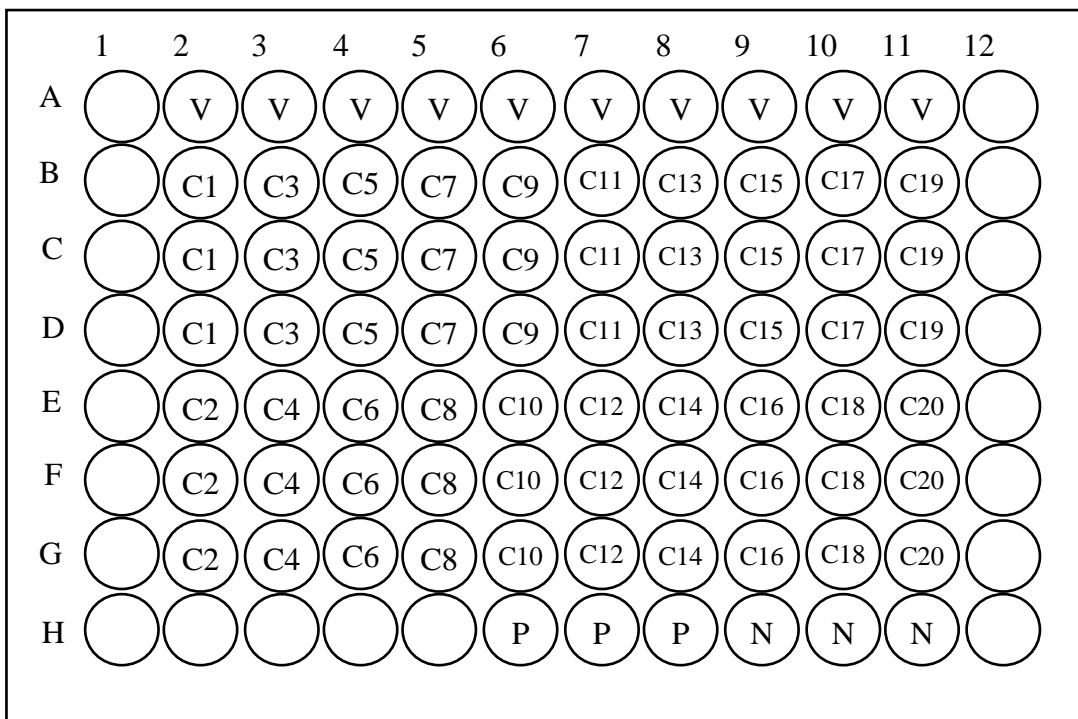 1 2 3 4 5 6 7 8 9 10 11 12
A V V V V V V V V V V
B C1 C3 C5 C7 C9 C11 C13 C15 C17 C19
C C1 C3 C5 C7 C9 C11 C13 C15 C17 C19
D C1 C3 C5 C7 C9 C11 C13 C15 C17 C19
E C2 C4 C6 C8 C10 C12 C14 C16 C18 C20
F C2 C4 C6 C8 C10 C12 C14 C16 C18 C20
G C2 C4 C6 C8 C10 C12 C14 C16 C18 C20
H P P P N N N